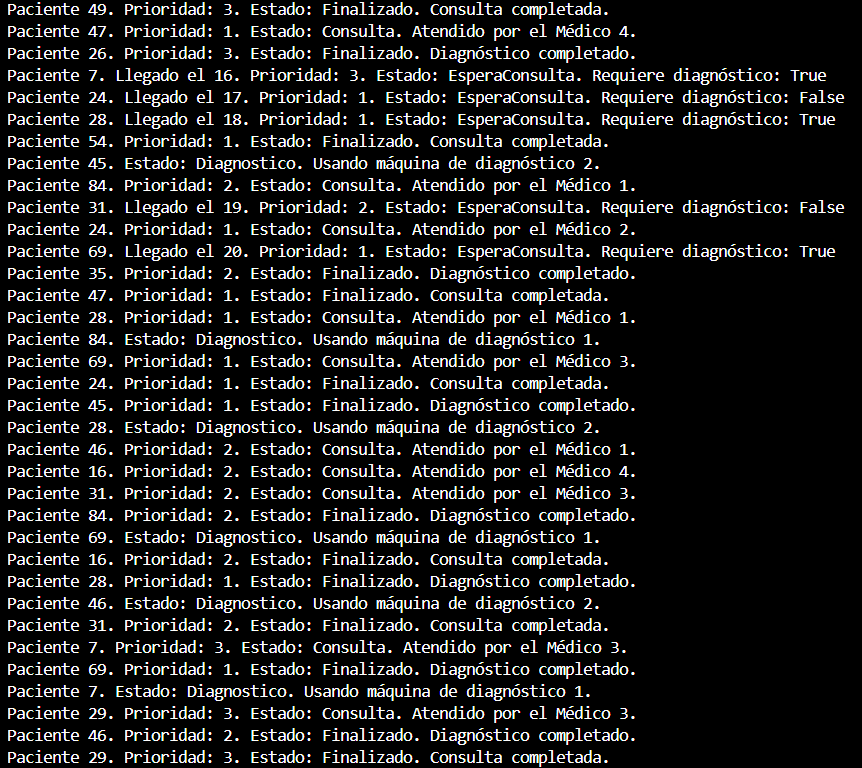 Paciente 49. Prioridad: 3. Estado: Finalizado. Consulta completada.
Paciente 47. Prioridad: 1. Estado: Consulta. Atendido por el Médico 4.
Paciente 26. Prioridad: 3. Estado: Finalizado. Diagnóstico completado.
Paciente 7. Llegado el 16. Prioridad: 3. Estado: EsperaConsulta. Requiere diagnóstico: True
Paciente 24. Llegado el 17. Prioridad: 1. Estado: EsperaConsulta. Requiere diagnóstico: False
Paciente 28. Llegado el 18. Prioridad: 1. Estado: EsperaConsulta. Requiere diagnóstico: True
Paciente 54. Prioridad: 1. Estado: Finalizado. Consulta completada.
Paciente 45. Estado: Diagnostico. Usando máquina de diagnóstico 2.
Paciente 84. Prioridad: 2. Estado: Consulta. Atendido por el Médico 1.
Paciente 31. Llegado el 19. Prioridad: 2. Estado: EsperaConsulta. Requiere diagnóstico: False
Paciente 24. Prioridad: 1. Estado: Consulta. Atendido por el Médico 2.
Paciente 69. Llegado el 20. Prioridad: 1. Estado: EsperaConsulta. Requiere diagnóstico: True
Paciente 35. Prioridad: 2. Estado: Finalizado. Diagnóstico completado.
Paciente 47. Prioridad: 1. Estado: Finalizado. Consulta completada.
Paciente 28. Prioridad: 1. Estado: Consulta. Atendido por el Médico 1.
Paciente 84. Estado: Diagnostico. Usando máquina de diagnóstico 1.
Paciente 69. Prioridad: 1. Estado: Consulta. Atendido por el Médico 3.
Paciente 24. Prioridad: 1. Estado: Finalizado. Consulta completada.
Paciente 45. Prioridad: 1. Estado: Finalizado. Diagnóstico completado.
Paciente 28. Estado: Diagnostico. Usando máquina de diagnóstico 2.
Paciente 46. Prioridad: 2. Estado: Consulta. Atendido por el Médico 1.
Paciente 16. Prioridad: 2. Estado: Consulta. Atendido por el Médico 4.
Paciente 31. Prioridad: 2. Estado: Consulta. Atendido por el Médico 3.
Paciente 84. Prioridad: 2. Estado: Finalizado. Diagnóstico completado.
Paciente 69. Estado: Diagnostico. Usando máquina de diagnóstico 1.
Paciente 16. Prioridad: 2. Estado: Finalizado. Consulta completada.
Paciente 28. Prioridad: 1. Estado: Finalizado. Diagnóstico completado.
Paciente 46. Estado: Diagnostico. Usando máquina de diagnóstico 2.
Paciente 31. Prioridad: 2. Estado: Finalizado. Consulta completada.
Paciente 7. Prioridad: 3. Estado: Consulta. Atendido por el Médico 3.
Paciente 69. Prioridad: 1. Estado: Finalizado. Diagnóstico completado.
Paciente 7. Estado: Diagnostico. Usando máquina de diagnóstico 1.
Paciente 29. Prioridad: 3. Estado: Consulta. Atendido por el Médico 3.
Paciente 46. Prioridad: 2. Estado: Finalizado. Diagnóstico completado.
Paciente 29. Prioridad: 3. Estado: Finalizado. Consulta completada.